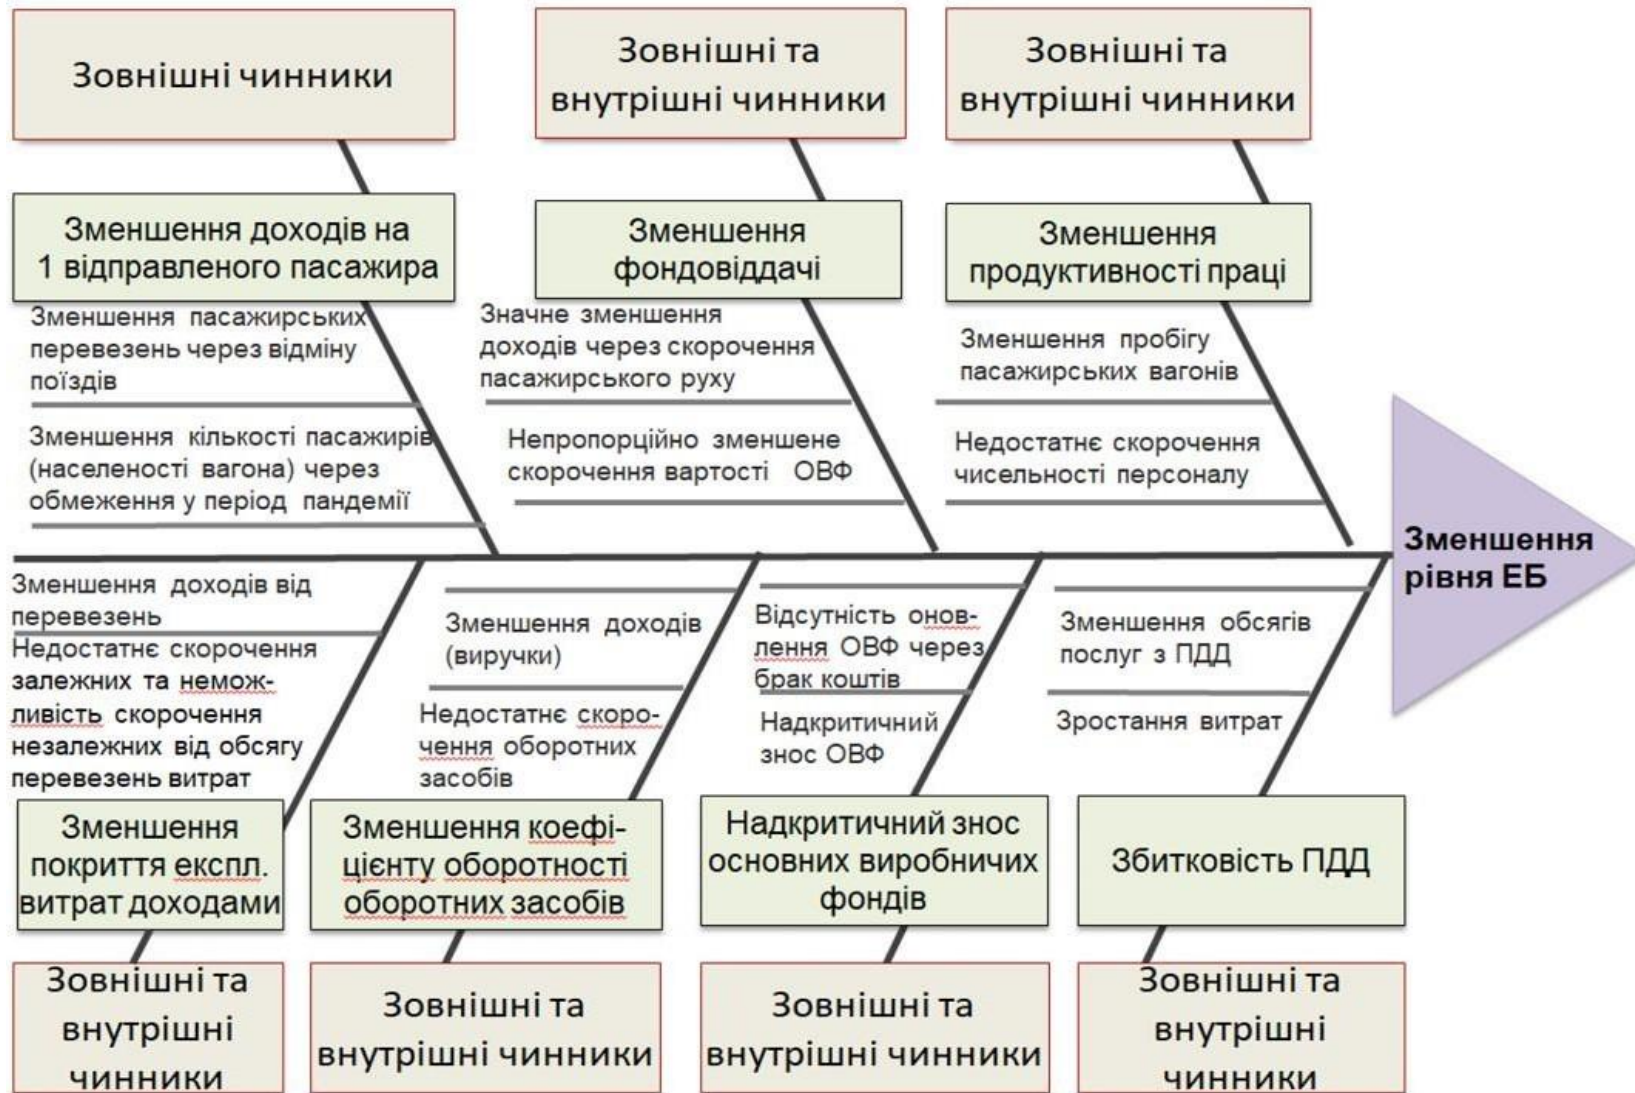 Зовнішні чинники
Зовнішні та
внутрішні чинники
Зовнішні та
внутрішні чинники
Зменшення доходів на
1 відправленого пасажира
Зменшення
фондовіддачі
Зменшення
продуктивності праці
Зменшення пасажирських
перевезень через відміну
поїздів
Зменшення кількості пасажирів
(населеності вагона) через
обмеження у період пандемії
Значне зменшення
доходів через скорочення
пасажирського руху
Непропорційно зменшене
скорочення вартості ОВФ
Зменшення пробігу
пасажирських вагонів
Недостатнє скорочення
чисельності персоналу
Зменшення
рівня ЕБ
Зменшення доходів від
перевезень
Недостатнє скорочення
залежних та немож-
ливість скорочення
незалежних від обсягу
перевезень витрат
Зменшення доходів
(виручки)
Недостатнє скоро-
чення оборотних
засобів
Відсутність онов-
лення ОВФ через
брак коштів
Надкритичний
знос ОВФ
Зменшення обсягів
послуг з ПДД
Зростання витрат
Зменшення
покриття експл.
витрат доходами
Зменшення коефі-
цієнту оборотності
оборотних засобів
Надкритичний знос
основних виробничих
фондів
Збитковість ПДД
Зовнішні та
внутрішні
чинники
Зовнішні та
внутрішні чинники
Зовнішні та
внутрішні чинники
Зовнішні та
внутрішні
чинники